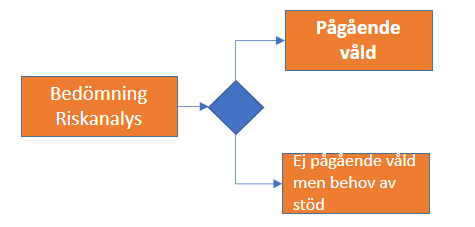 Bedömning
Riskanalys
Pågående
våld
Ej pågående våld
men behov av
stöd